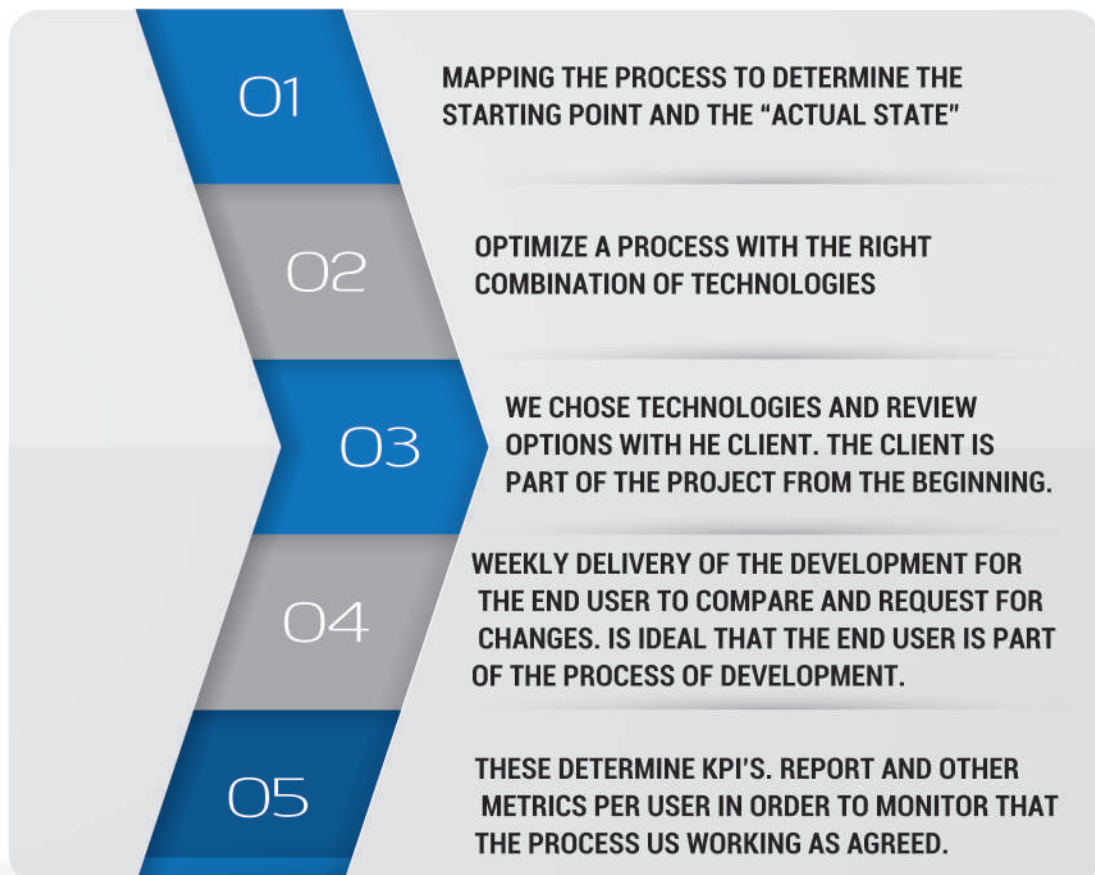 01
MAPPING THE PROCESS TO DETERMINE THE
STARTING POINT AND THE “ACTUAL STATE”
02
OPTIMIZE A PROCESS WITH THE RIGHT
COMBINATION OF TECHNOLOGIES
03
WE CHOSE TECHNOLOGIES AND REVIEW
OPTIONS WITH HE CLIENT. THE CLIENT IS
PART OF THE PROJECT FROM THE BEGINNING.
04
WEEKLY DELIVERY OF THE DEVELOPMENT FOR
THE END USER TO COMPARE AND REQUEST FOR
CHANGES. IS IDEAL THAT THE END USER IS PART
OF THE PROCESS OF DEVELOPMENT.
05
THESE DETERMINE KPI’S. REPORT AND OTHER
METRICS PER USER IN ORDER TO MONITOR THAT
THE PROCESS US WORKING AS AGREED.